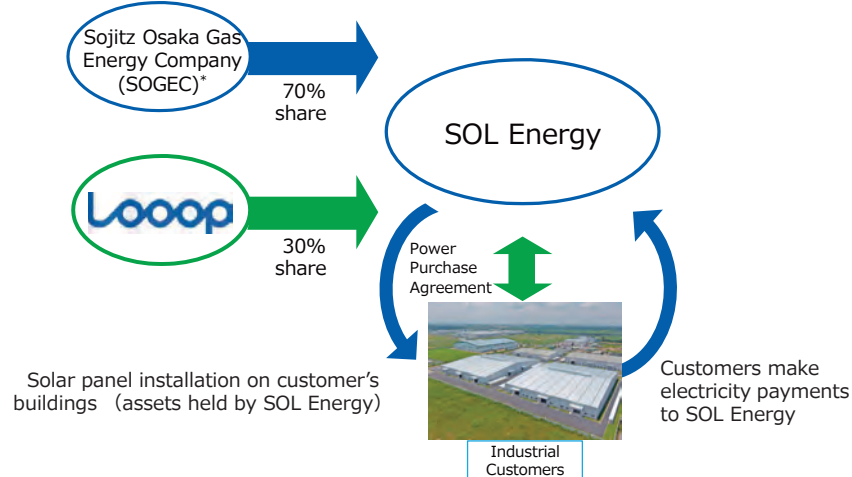 Sojitz Osaka Gas
Energy Company
(SOGEC)*
70%
share
SOL Energy
Looop
30%
share
Power
Purchase
Agreement
Solar panel installation on customer's
buildings (assets held by SOL Energy)
Customers make
electricity payments
to SOL Energy
Industrial
Customers